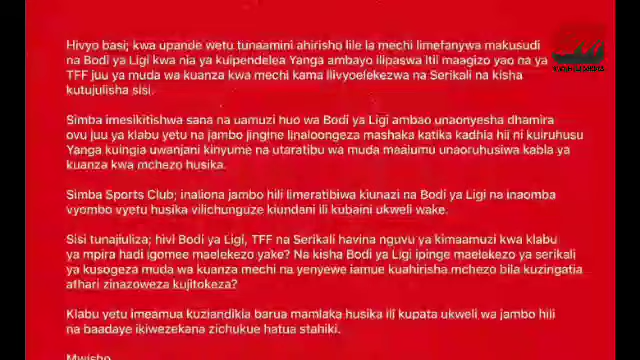 Hivyo basi; kwa upande wetu tunaamini ahirisho lile la mechi limefanywa makusudi
na Bodi ya Ligi kwa nia ya kuipendelea Yanga ambayo ilipaswa itii maagizo yao na ya
TFF juu ya muda wa kuanza kwa mechi kama ilivyoelekezwa na Serikali na kisha
kutujulisha sisi.
Simba imesikitishwa sana na uamuzi huo wa Bodi ya Ligi ambao unaonyesha dhamira
ovu juu ya klabu yetu na jambo jingine linaloongeza mashaka katika kadhia hii ni kuiruhusu
Yanga kuingia uwanjani kinyume na utaratibu wa muda maalumu unaoruhusiwa kabla ya
kuanza kwa mchezo husika.
Simba Sports Club; inaliona jambo hili limeratibiwa kiunazi na Bodi ya Ligi na inaomba
vyombo vyetu husika vilichunguze kiundani ili kubaini ukweli wake.
Sisi tunajiuliza; hivi Bodi ya Ligi, TFF na Serikali havina nguvu ya kimaamuzi kwa klabu
ya mpira hadi igomee maelekezo yake? Na kisha Bodi ya Ligi ipinge maelekezo ya serikali
ya kusogeza muda wa kuanza mechi na yenyewe iamue kuahirisha mchezo bila kuzingatia
athari zinazoweza kujitokeza?
Klabu yetu imeamua kuziandikia barua mamlaka husika ili kupata ukweli wa jambo hili
na baadaye ikiwezekana zichukue hatua stahiki.
Mwisho